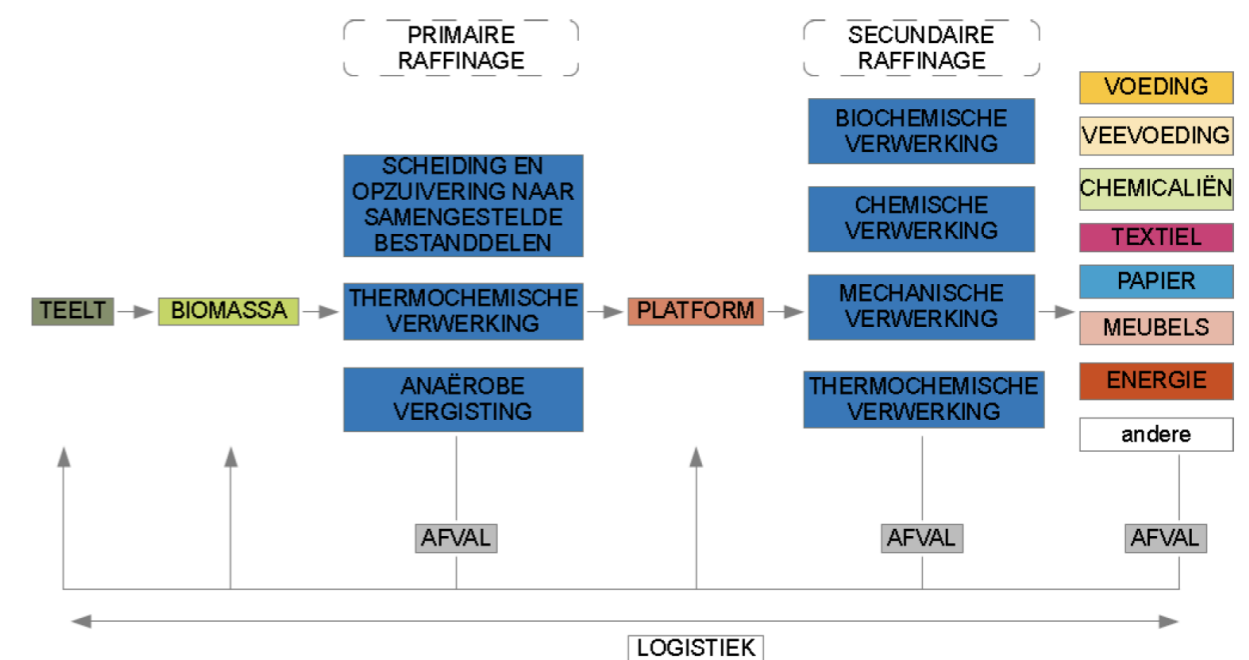 PRIMAIRE
RAFFINAGE
SECUNDAIRE
RAFFINAGE
TEELT
BIOMASSA
SCHEIDING EN
OPZUIVERING NAAR
SAMENGESTELDE
BESTANDDELEN
THERMOCHEMISCHE
VERWERKING
ANAËROBE
VERGISTING
PLATFORM
BIOCHEMISCHE
VERWERKING
CHEMISCHE
VERWERKING
MECHANISCHE
VERWERKING
THERMOCHEMISCHE
VERWERKING
VOEDING
VEEVOEDING
CHEMICALIËN
TEXTIEL
PAPIER
MEUBELS
ENERGIE
andere
AFVAL
AFVAL
AFVAL
LOGISTIEK